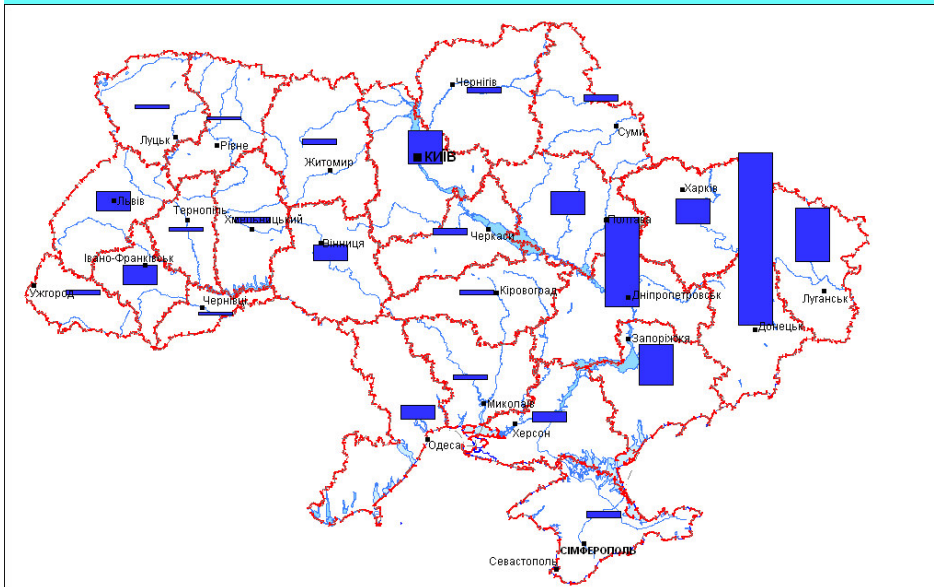 Чернігів
Суми
Луцьк
Рівне
Житомир
КИЇВ
Харків
Львів
Тернопіль
Хмельницький
Полтава
Вінниця
Черкаси
Івано-Франківськ
Ужгород
Чернівці
Кіровоград
Дніпропетровськ
Луганськ
Донецьк
Запоріжжя
Миколаїв
Херсон
Одеса
СІМФЕРОПОЛЬ
Севастополь